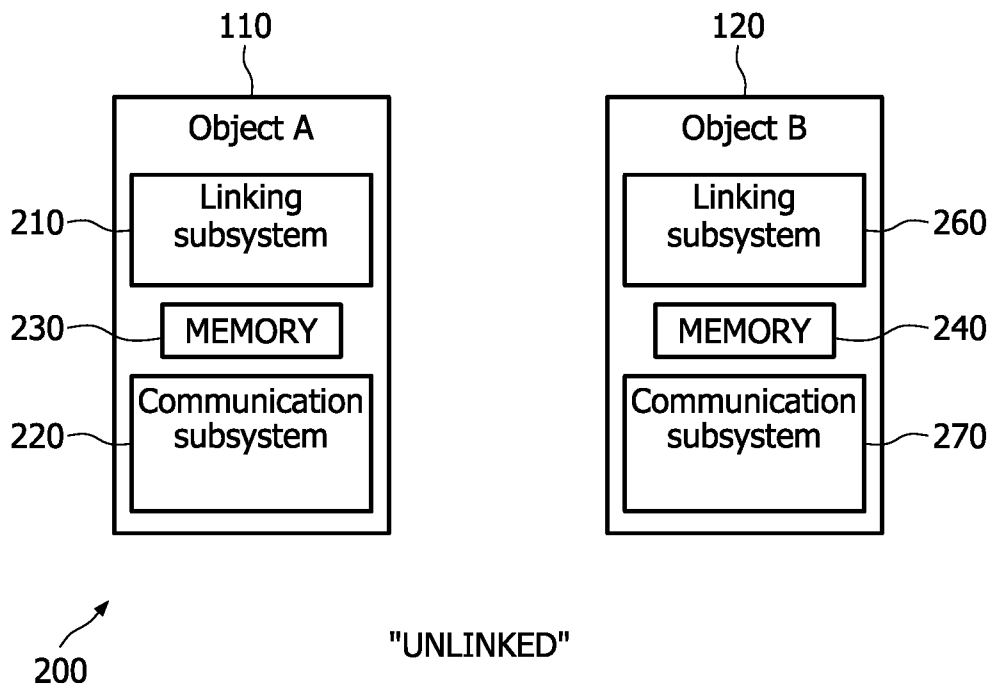 110
120
Object A
Object B
Linking
subsystem
Linking
subsystem
210
260
230
MEMORY
MEMORY
240
Communication
subsystem
Communication
subsystem
220
270
"UNLINKED"
200